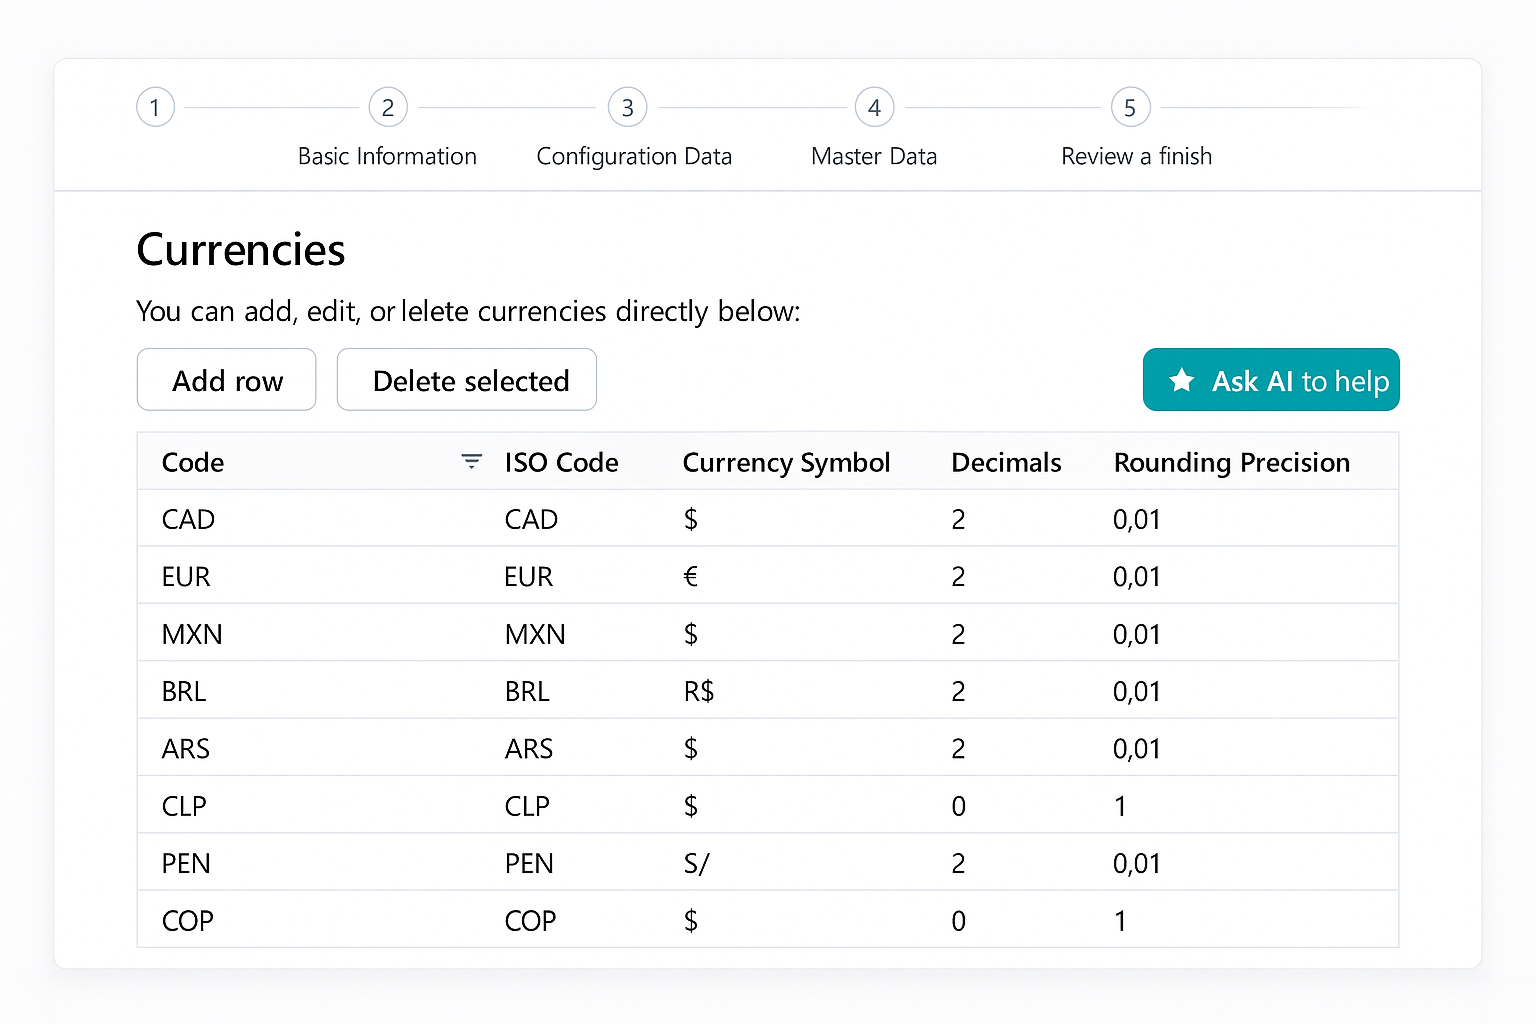 1 2 3 4 5
Basic Information Configuration Data Master Data Review a finish
Currencies
You can add, edit, or lelete currencies directly below:
Add row Delete selected Ask AI to help
Code ISO Code Currency Symbol Decimals Rounding Precision
CAD CAD $ 2 0,01
EUR EUR € 2 0,01
MXN MXN $ 2 0,01
BRL BRL R$ 2 0,01
ARS ARS $ 2 0,01
CLP CLP $ 0 1
PEN PEN S/ 2 0,01
COP COP $ 0 1